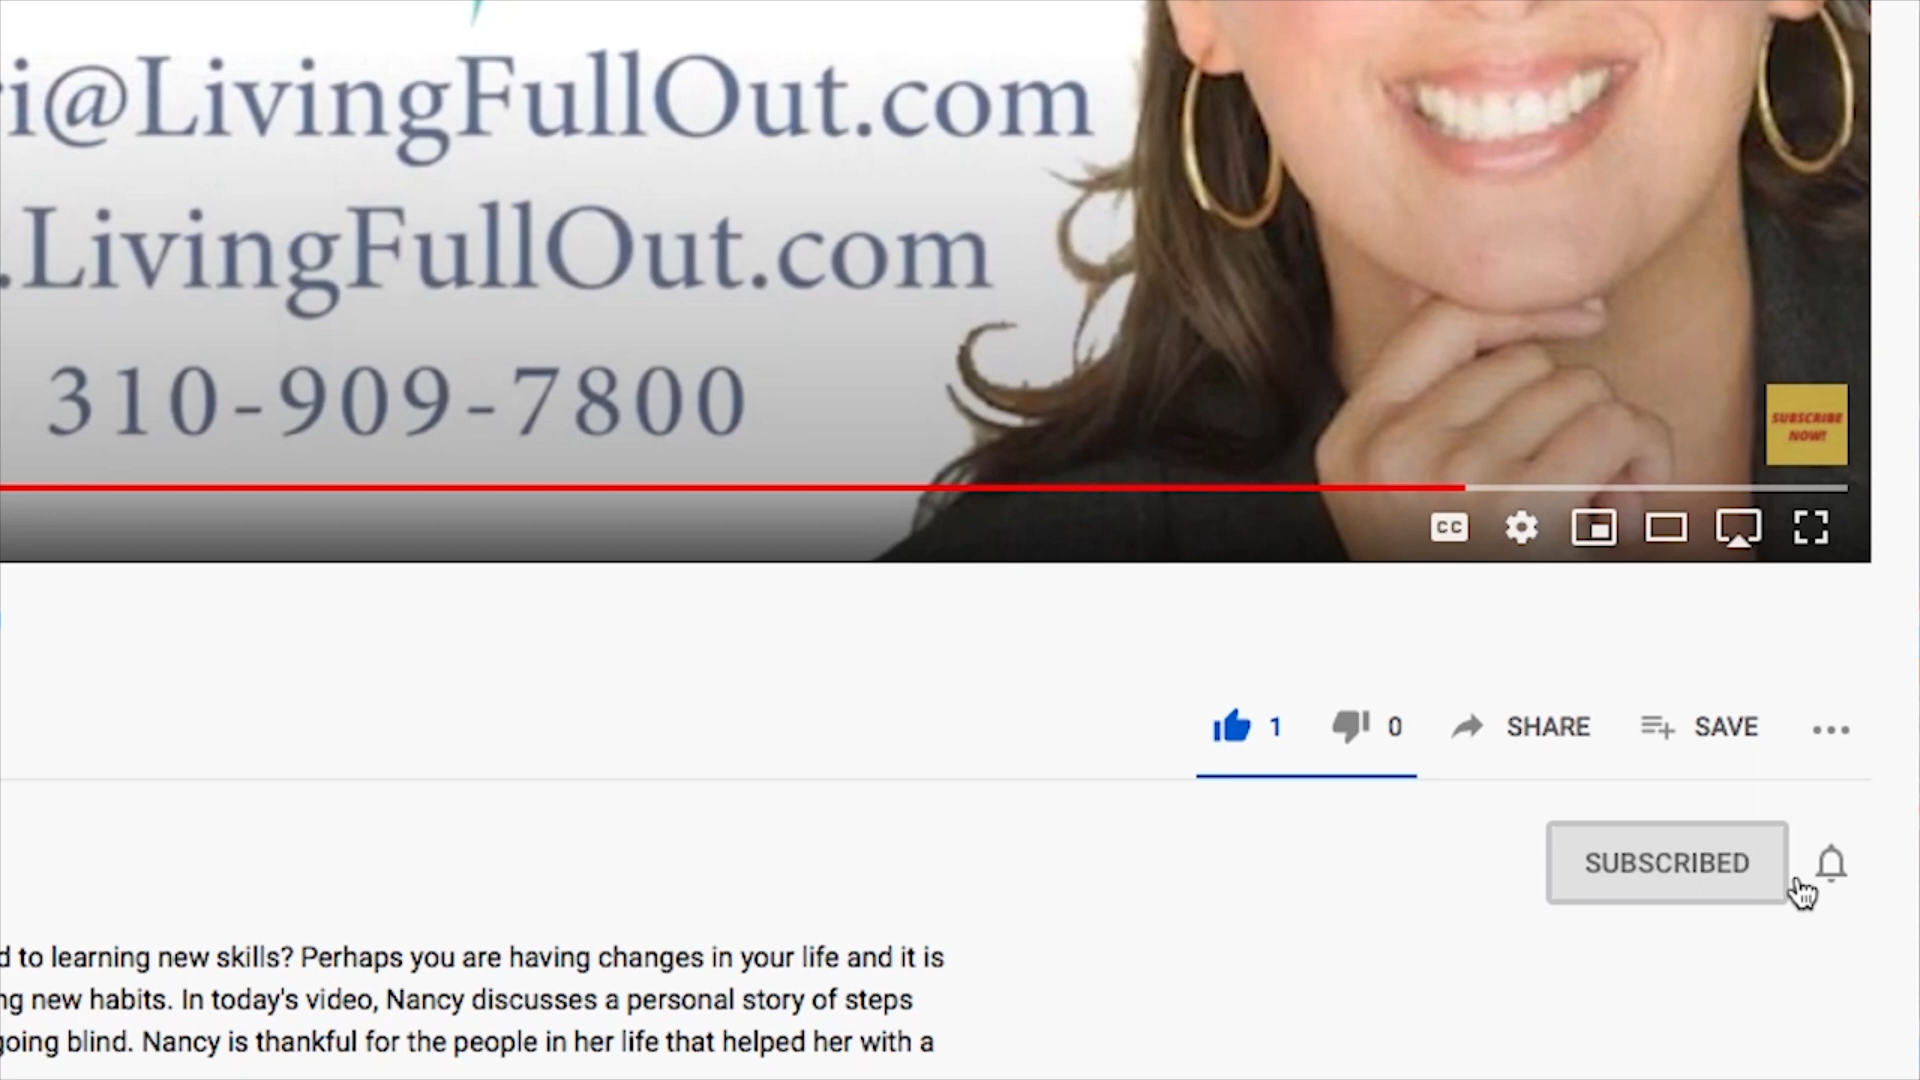 i@LivingFullOut.com
.LivingFullOut.com
310-909-7800
SUBSCRIBE
NOW!
CC
1 0 SHARE SAVE
SUBSCRIBED
d to learning new skills? Perhaps you are having changes in your life and it is
ng new habits. In today's video, Nancy discusses a personal story of steps
going blind. Nancy is thankful for the people in her life that helped her with a